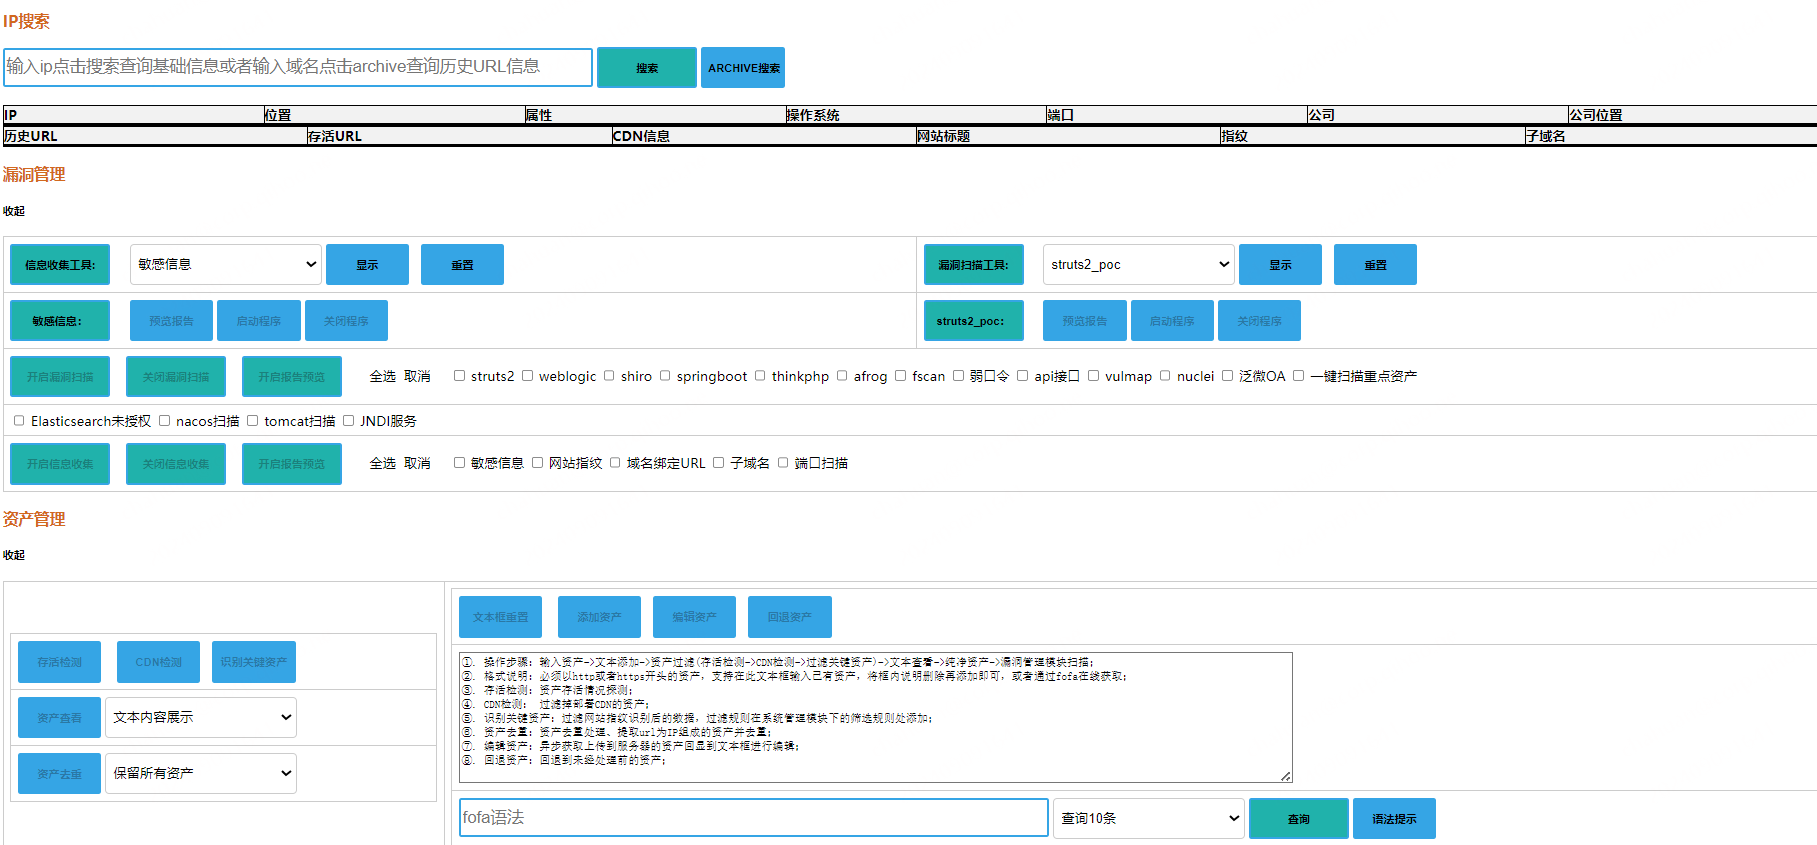 IP搜索
输入ip点击搜索查询基础信息或者输入域名点击archive查询历史URL信息 搜索 ARCHIVE搜索
IP 位置 属性 操作系统 端口 公司 公司位置
历史URL 存活URL CDN信息 网站标题 指纹 子域名
漏洞管理
收起
信息收集工具: 敏感信息 显示 重置 漏洞扫描工具: struts2_poc 显示 重置
敏感信息: 预览报告 启动程序 关闭程序 struts2_poc: 预览报告 启动程序 关闭程序
开启漏洞扫描 关闭漏洞扫描 开启报告预览 全选 取消 struts2 weblogic shiro springboot thinkphp afrog fscan 弱口令 api接口 vulmap nuclei 泛微OA 一键扫描重点资产
Elasticsearch未授权 nacos扫描 tomcat扫描 JNDI服务
开启信息收集 关闭信息收集 开启报告预览 全选 取消 敏感信息 网站指纹 域名绑定URL 子域名 端口扫描
资产管理
收起
文本框重置 添加资产 编辑资产 回退资产
存活检测 CDN检测 识别关键资产
资产查看 文本内容展示
资产去重 保留所有资产
①. 操作步骤: 输入资产->文本添加->资产过滤(存活检测->CDN检测->过滤关键资产)->文本查看->纯净资产->漏洞管理模块扫描;
②. 格式说明: 必须以http或者https开头的资产, 支持在此文本框输入已有资产, 将框内说明删除再添加即可, 或者通过fofa在线获取;
③. 存活检测: 资产存活情况探测;
④. CDN检测: 过滤掉部署CDN的资产;
⑤. 识别关键资产: 过滤网站指纹识别后的数据, 过滤规则在系统管理模块下的筛选规则处添加;
⑥. 资产去重: 资产去重处理、提取url为IP组成的资产并去重;
⑦. 编辑资产: 异步获取上传到服务器的资产回显到文本框进行编辑;
⑧. 回退资产: 回退到未经处理前的资产;
fofa语法 查询10条 查询 语法提示